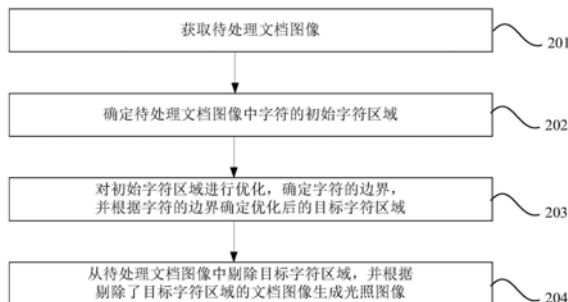 获取待处理文档图像
201
确定待处理文档图像中字符的初始字符区域
202
对初始字符区域进行优化，确定字符的边界，
并根据字符的边界确定优化后的目标字符区域
203
从待处理文档图像中剔除目标字符区域，并根据
剔除了目标字符区域的文档图像生成光照图像
204